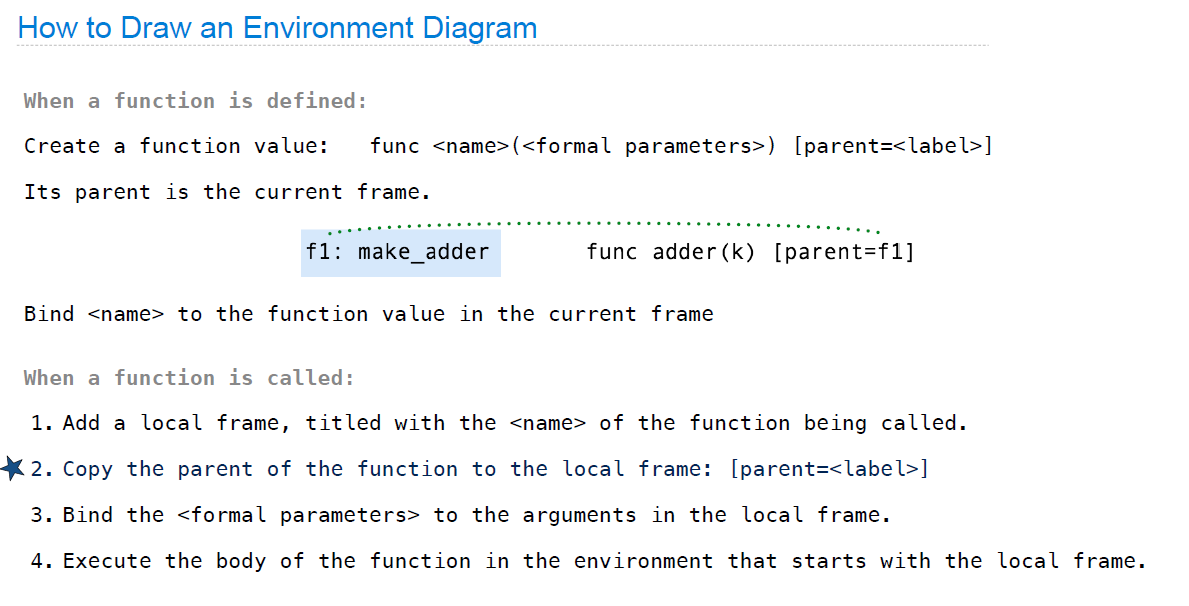 How to Draw an Environment Diagram
When a function is defined:
Create a function value: func <name>(<formal parameters>) [parent=<label>]
Its parent is the current frame.
f1: make_adder func adder(k) [parent=f1]
Bind <name> to the function value in the current frame
When a function is called:
1. Add a local frame, titled with the <name> of the function being called.
2. Copy the parent of the function to the local frame: [parent=<label>]
3. Bind the <formal parameters> to the arguments in the local frame.
4. Execute the body of the function in the environment that starts with the local frame.